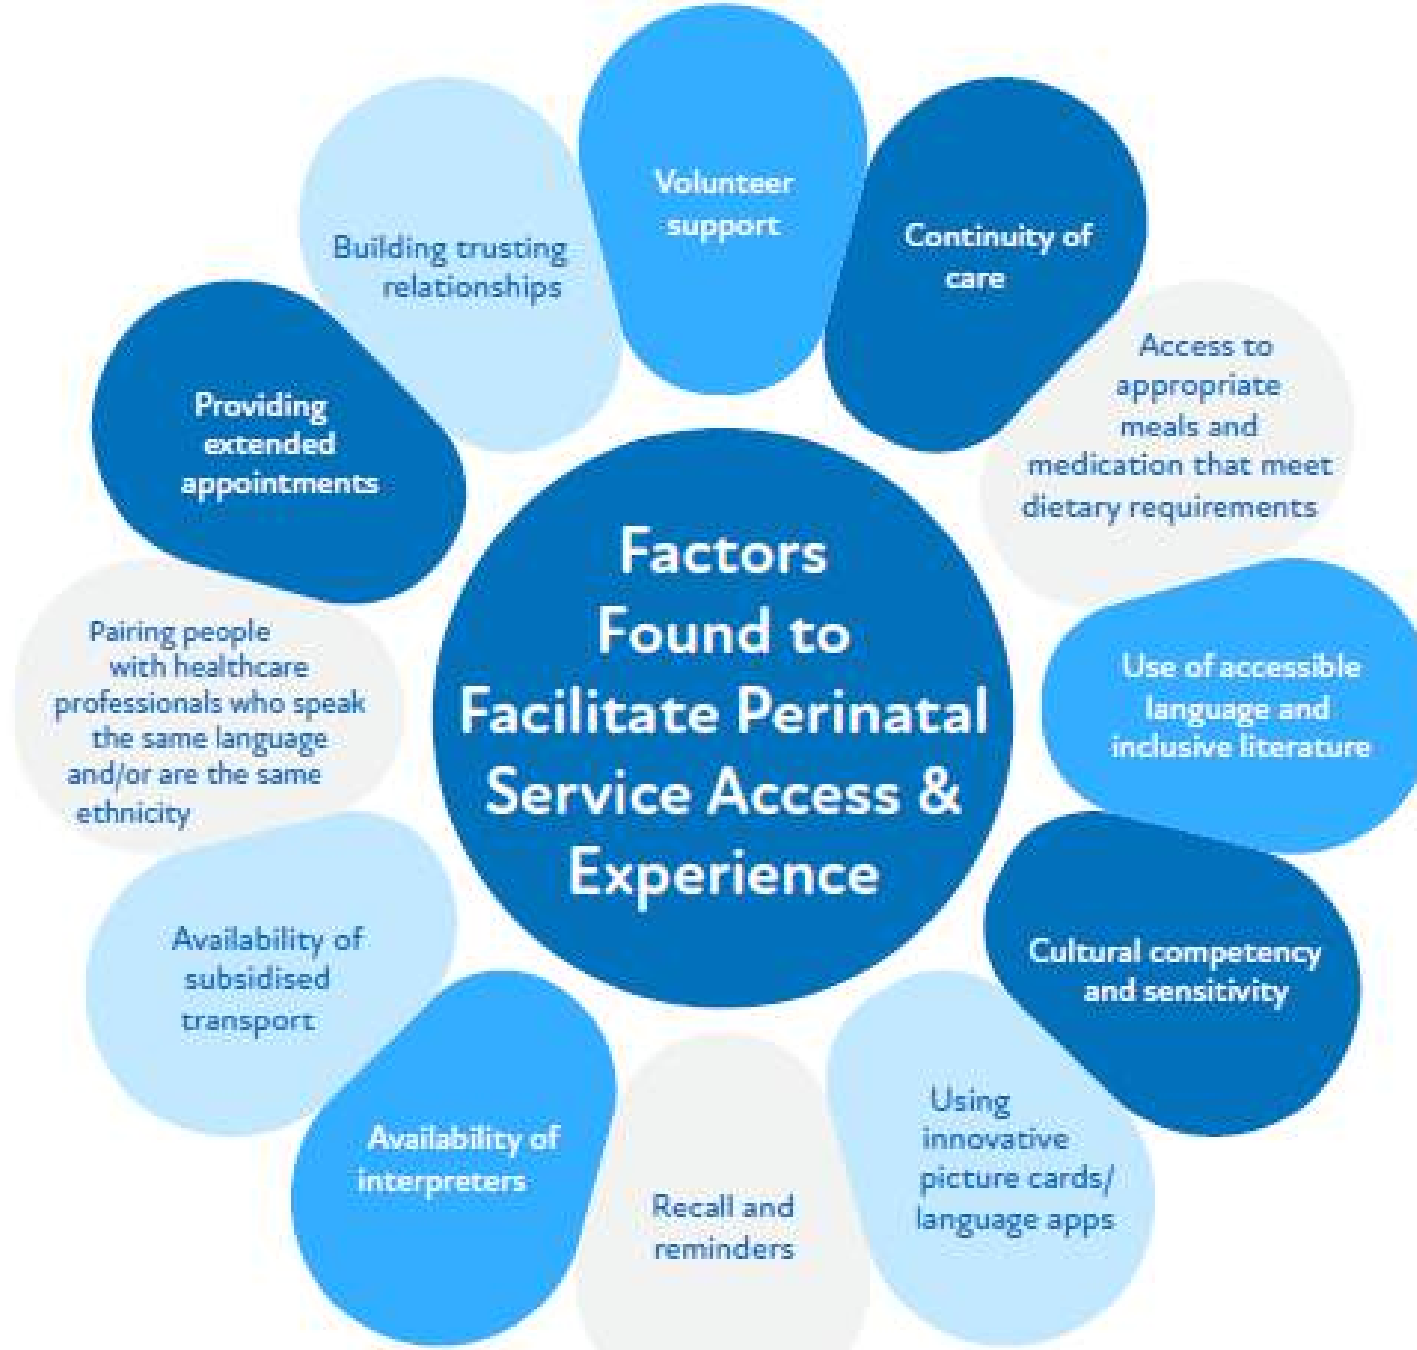 Volunteer
support
Continuity of
care
Access to
appropriate
meals and
medication that meet
dietary requirements
Use of accessible
language and
inclusive literature
Cultural competency
and sensitivity
Using
innovative
picture cards/
language apps
Recall and
reminders
Availability of
interpreters
Availability of
subsidised
transport
Pairing people
with healthcare
professionals who speak
the same language
and/or are the same
ethnicity
Providing
extended
appointments
Building trusting
relationships
Factors
Found to
Facilitate Perinatal
Service Access &
Experience